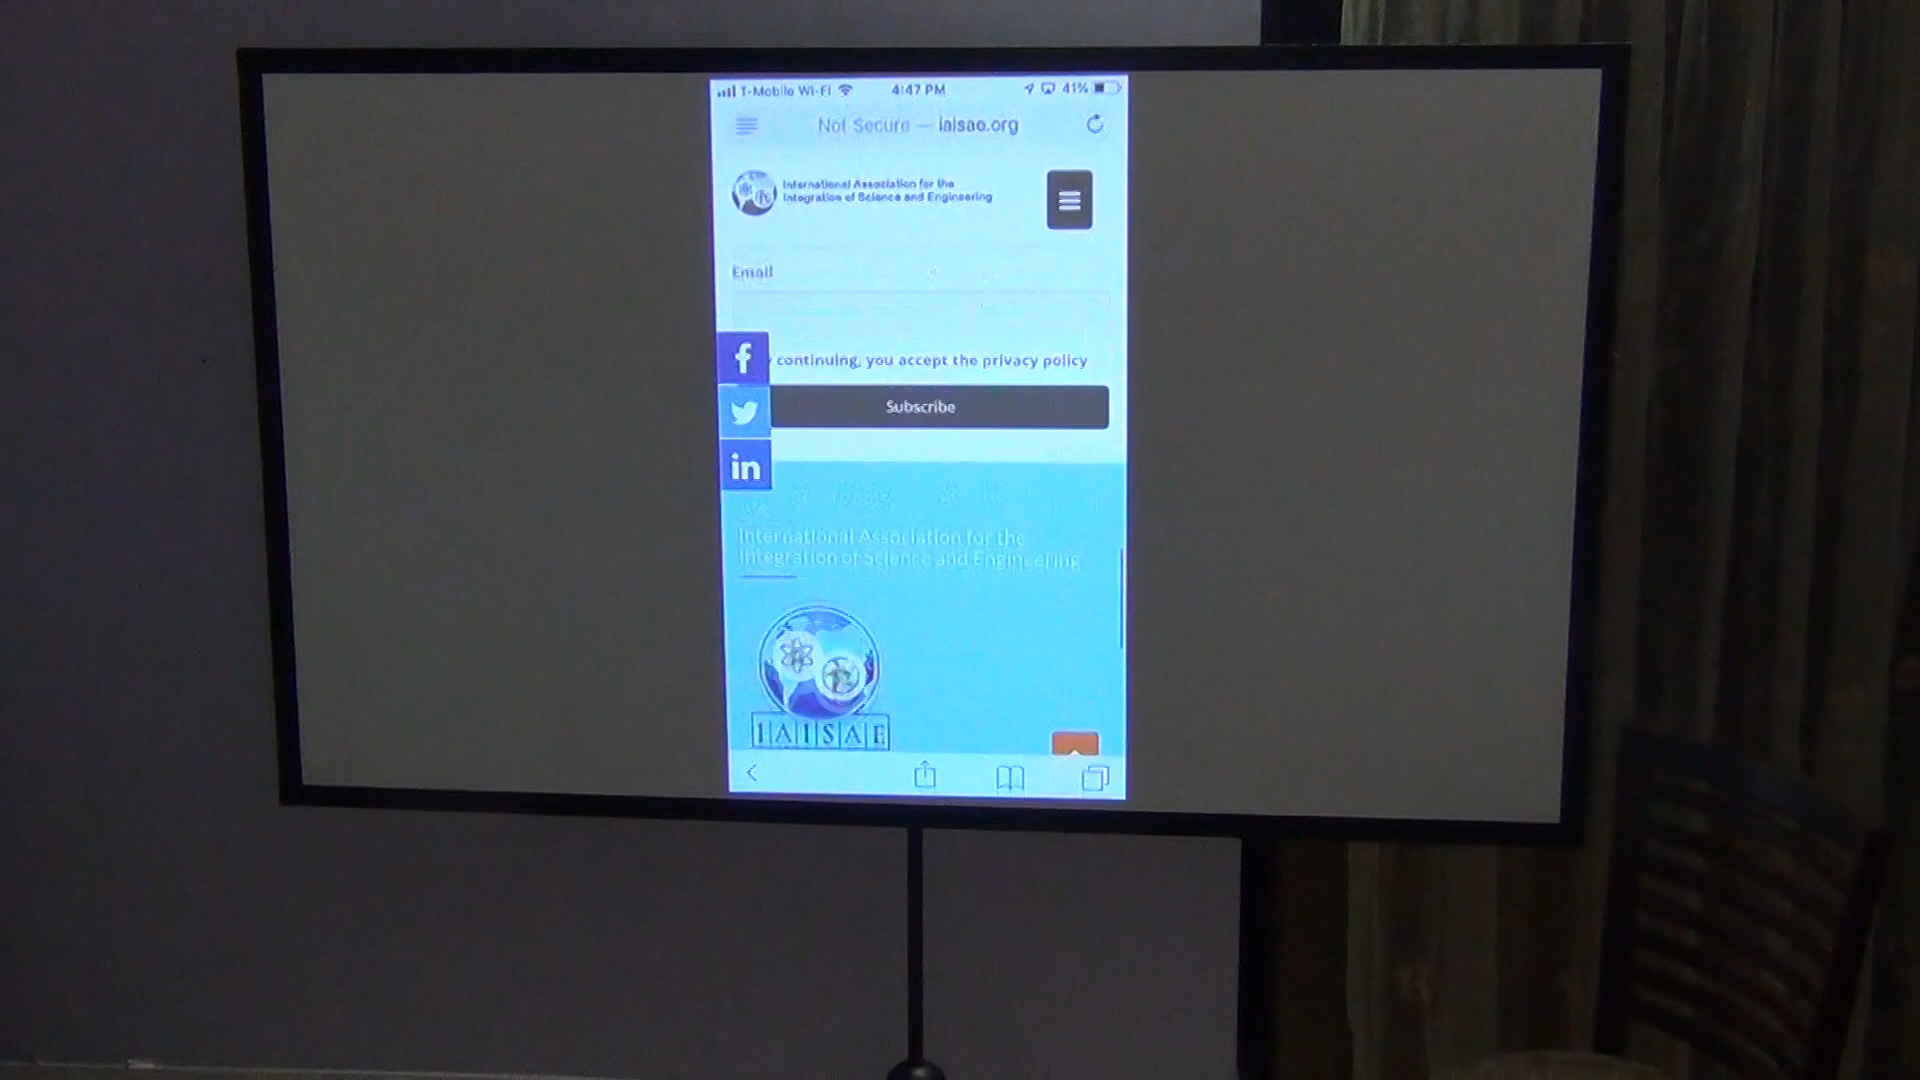 T-Mobile Wi-Fi 4:47 PM 41%
Not Secure — iaisae.org
International Association for the
Integration of Science and Engineering
Email
continuing, you accept the privacy policy
Subscribe
f
in
International Association for the
Integration of Science and Engineering
IAISAE